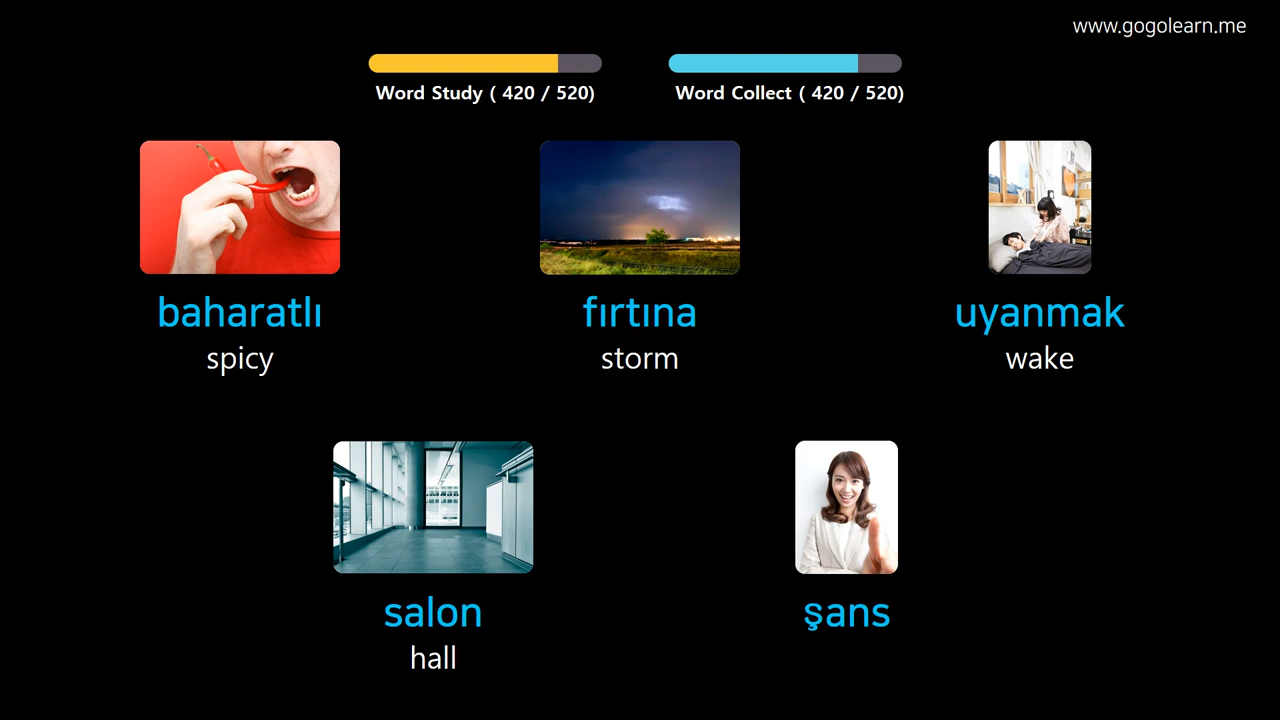 www.gogolearn.me
Word Study ( 420 / 520)
Word Collect ( 420 / 520)
baharatlı
spicy
fırtına
storm
uyanmak
wake
salon
hall
şans